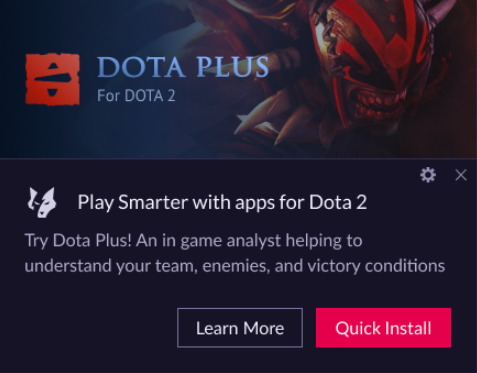 DOTA PLUS
For DOTA 2
Play Smarter with apps for Dota 2
Try Dota Plus! An in game analyst helping to
understand your team, enemies, and victory conditions
Learn More
Quick Install